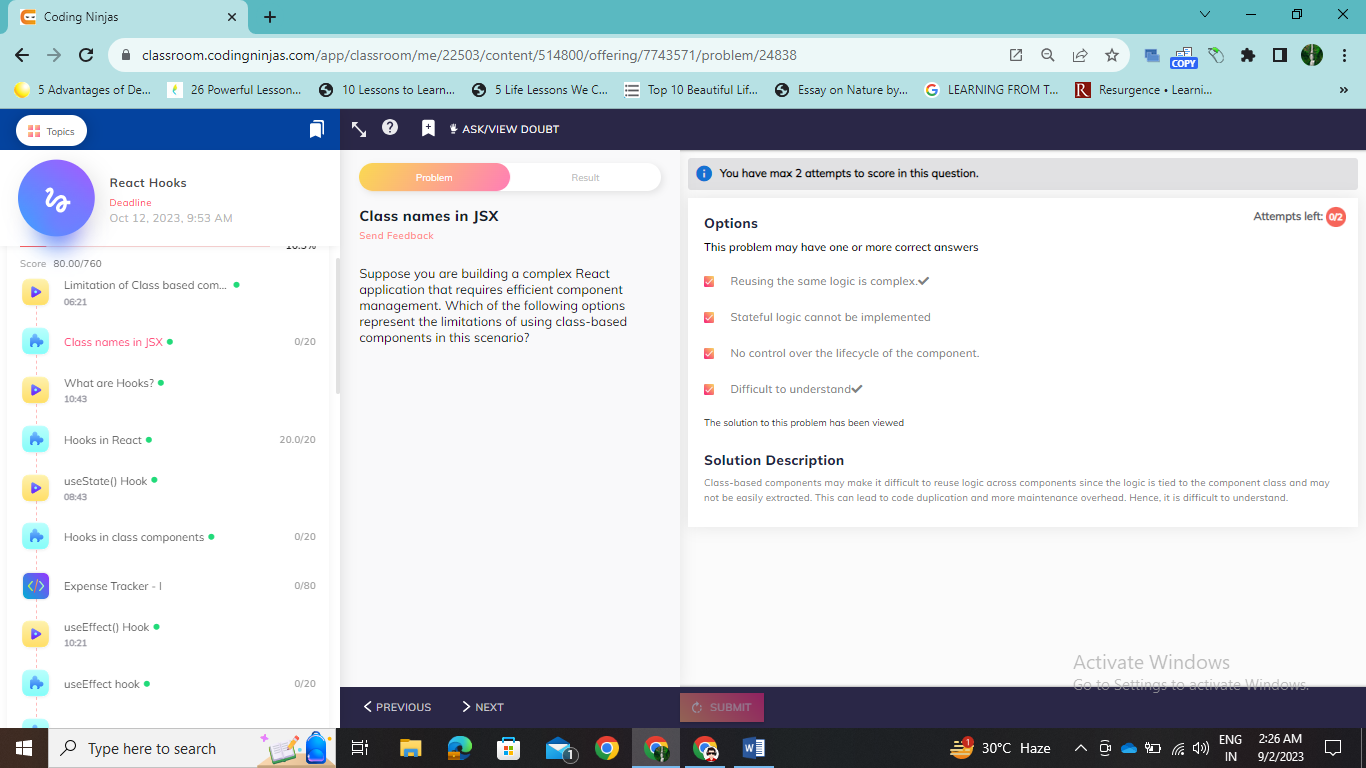 Coding Ninjas
classroom.codingninjas.com/app/classroom/me/22503/content/514800/offering/7743571/problem/24838
COPY
5 Advantages of De...
26 Powerful Lesson...
10 Lessons to Learn...
5 Life Lessons We C...
Top 10 Beautiful Lif...
Essay on Nature by...
LEARNING FROM T...
Resurgence • Learni...
»
Topics
ASK/VIEW DOUBT
React Hooks
Deadline
Oct 12, 2023, 9:53 AM
Score 80.00/760
Limitation of Class based com...
06:21
Class names in JSX 0/20
What are Hooks?
10:43
Hooks in React 20.0/20
useState() Hook
08:43
Hooks in class components 0/20
Expense Tracker - I 0/80
useEffect() Hook
10:21
useEffect hook 0/20
Problem
Result
Class names in JSX
Send Feedback
Suppose you are building a complex React
application that requires efficient component
management. Which of the following options
represent the limitations of using class-based
components in this scenario?
You have max 2 attempts to score in this question.
Options
Attempts left: 0/2
This problem may have one or more correct answers
Reusing the same logic is complex.✔
Stateful logic cannot be implemented
No control over the lifecycle of the component.
Difficult to understand✔
The solution to this problem has been viewed
Solution Description
Class-based components may make it difficult to reuse logic across components since the logic is tied to the component class and may
not be easily extracted. This can lead to code duplication and more maintenance overhead. Hence, it is difficult to understand.
Activate Windows
Go to Settings to activate Windows.
PREVIOUS
NEXT
SUBMIT
Type here to search
1
1
30°C Haze
ENG
IN
2:26 AM
9/2/2023